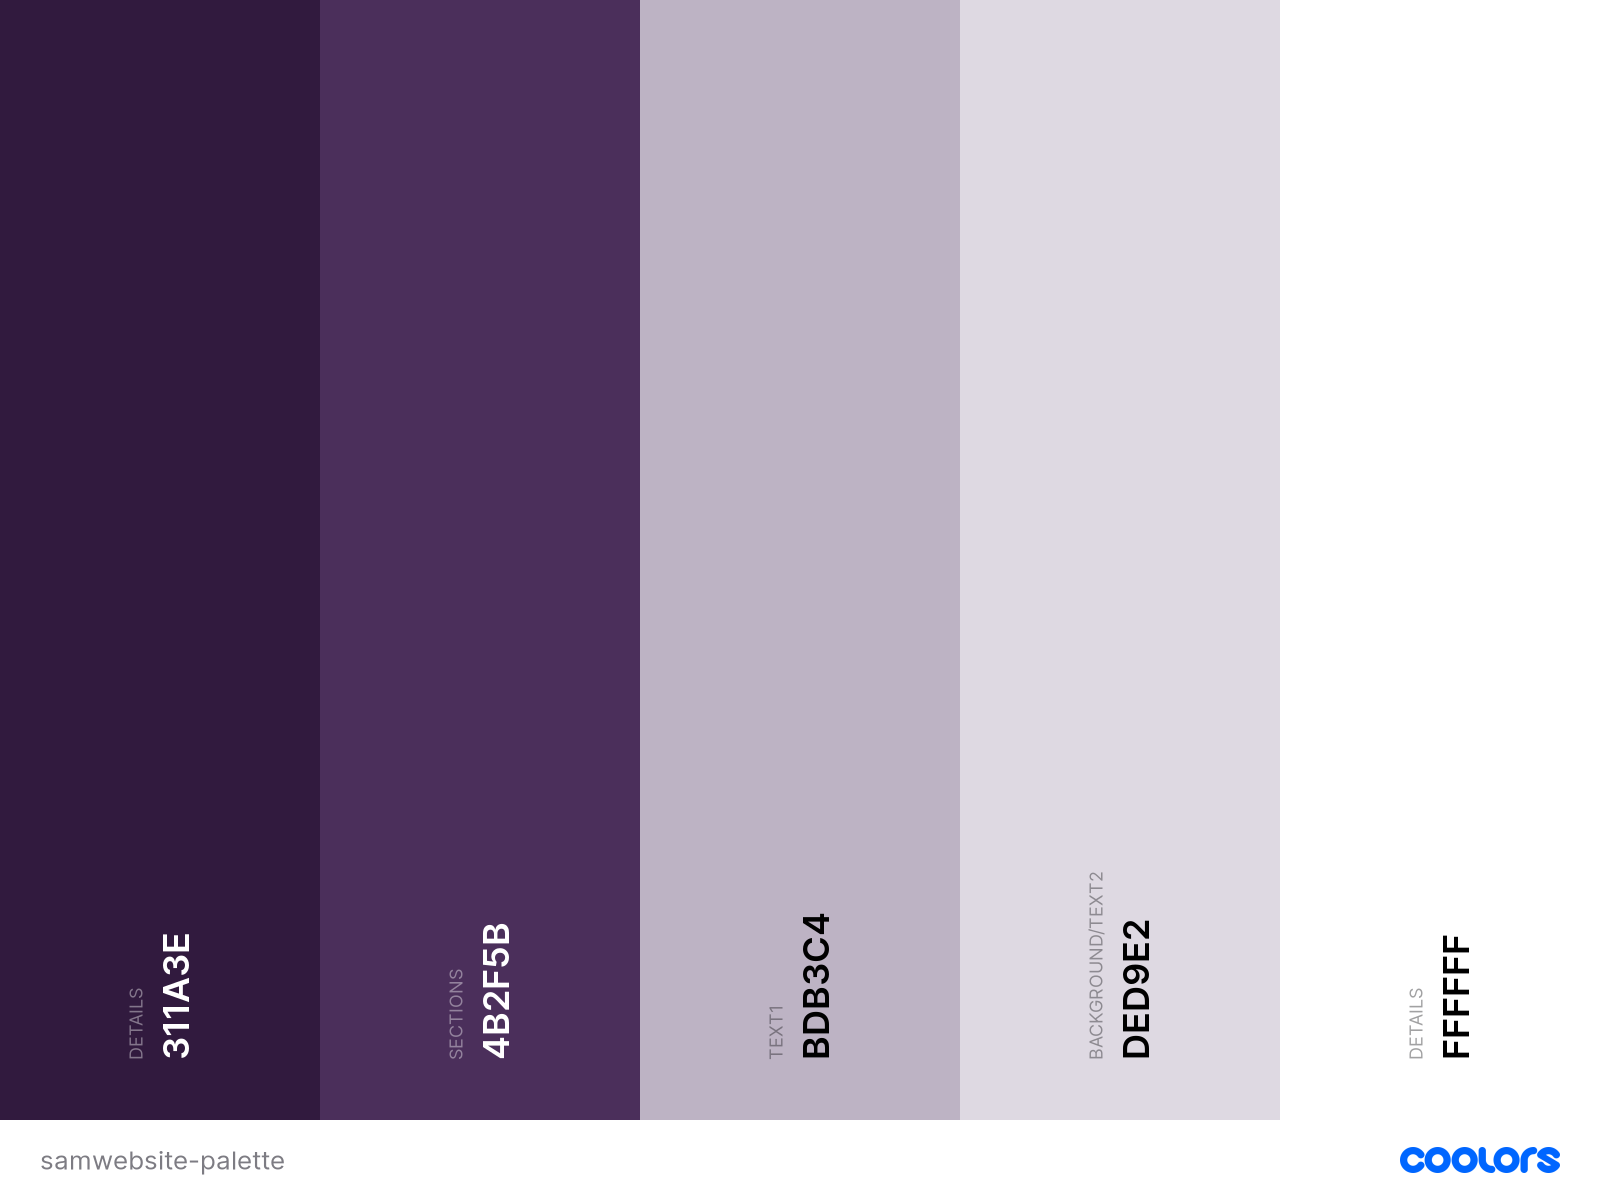 DETAILS
311A3E
SECTIONS
4B2F5B
TEXT1
BDB3C4
BACKGROUND/TEXT2
DED9E2
DETAILS
FFFFFF
samwebsite-palette
coolors